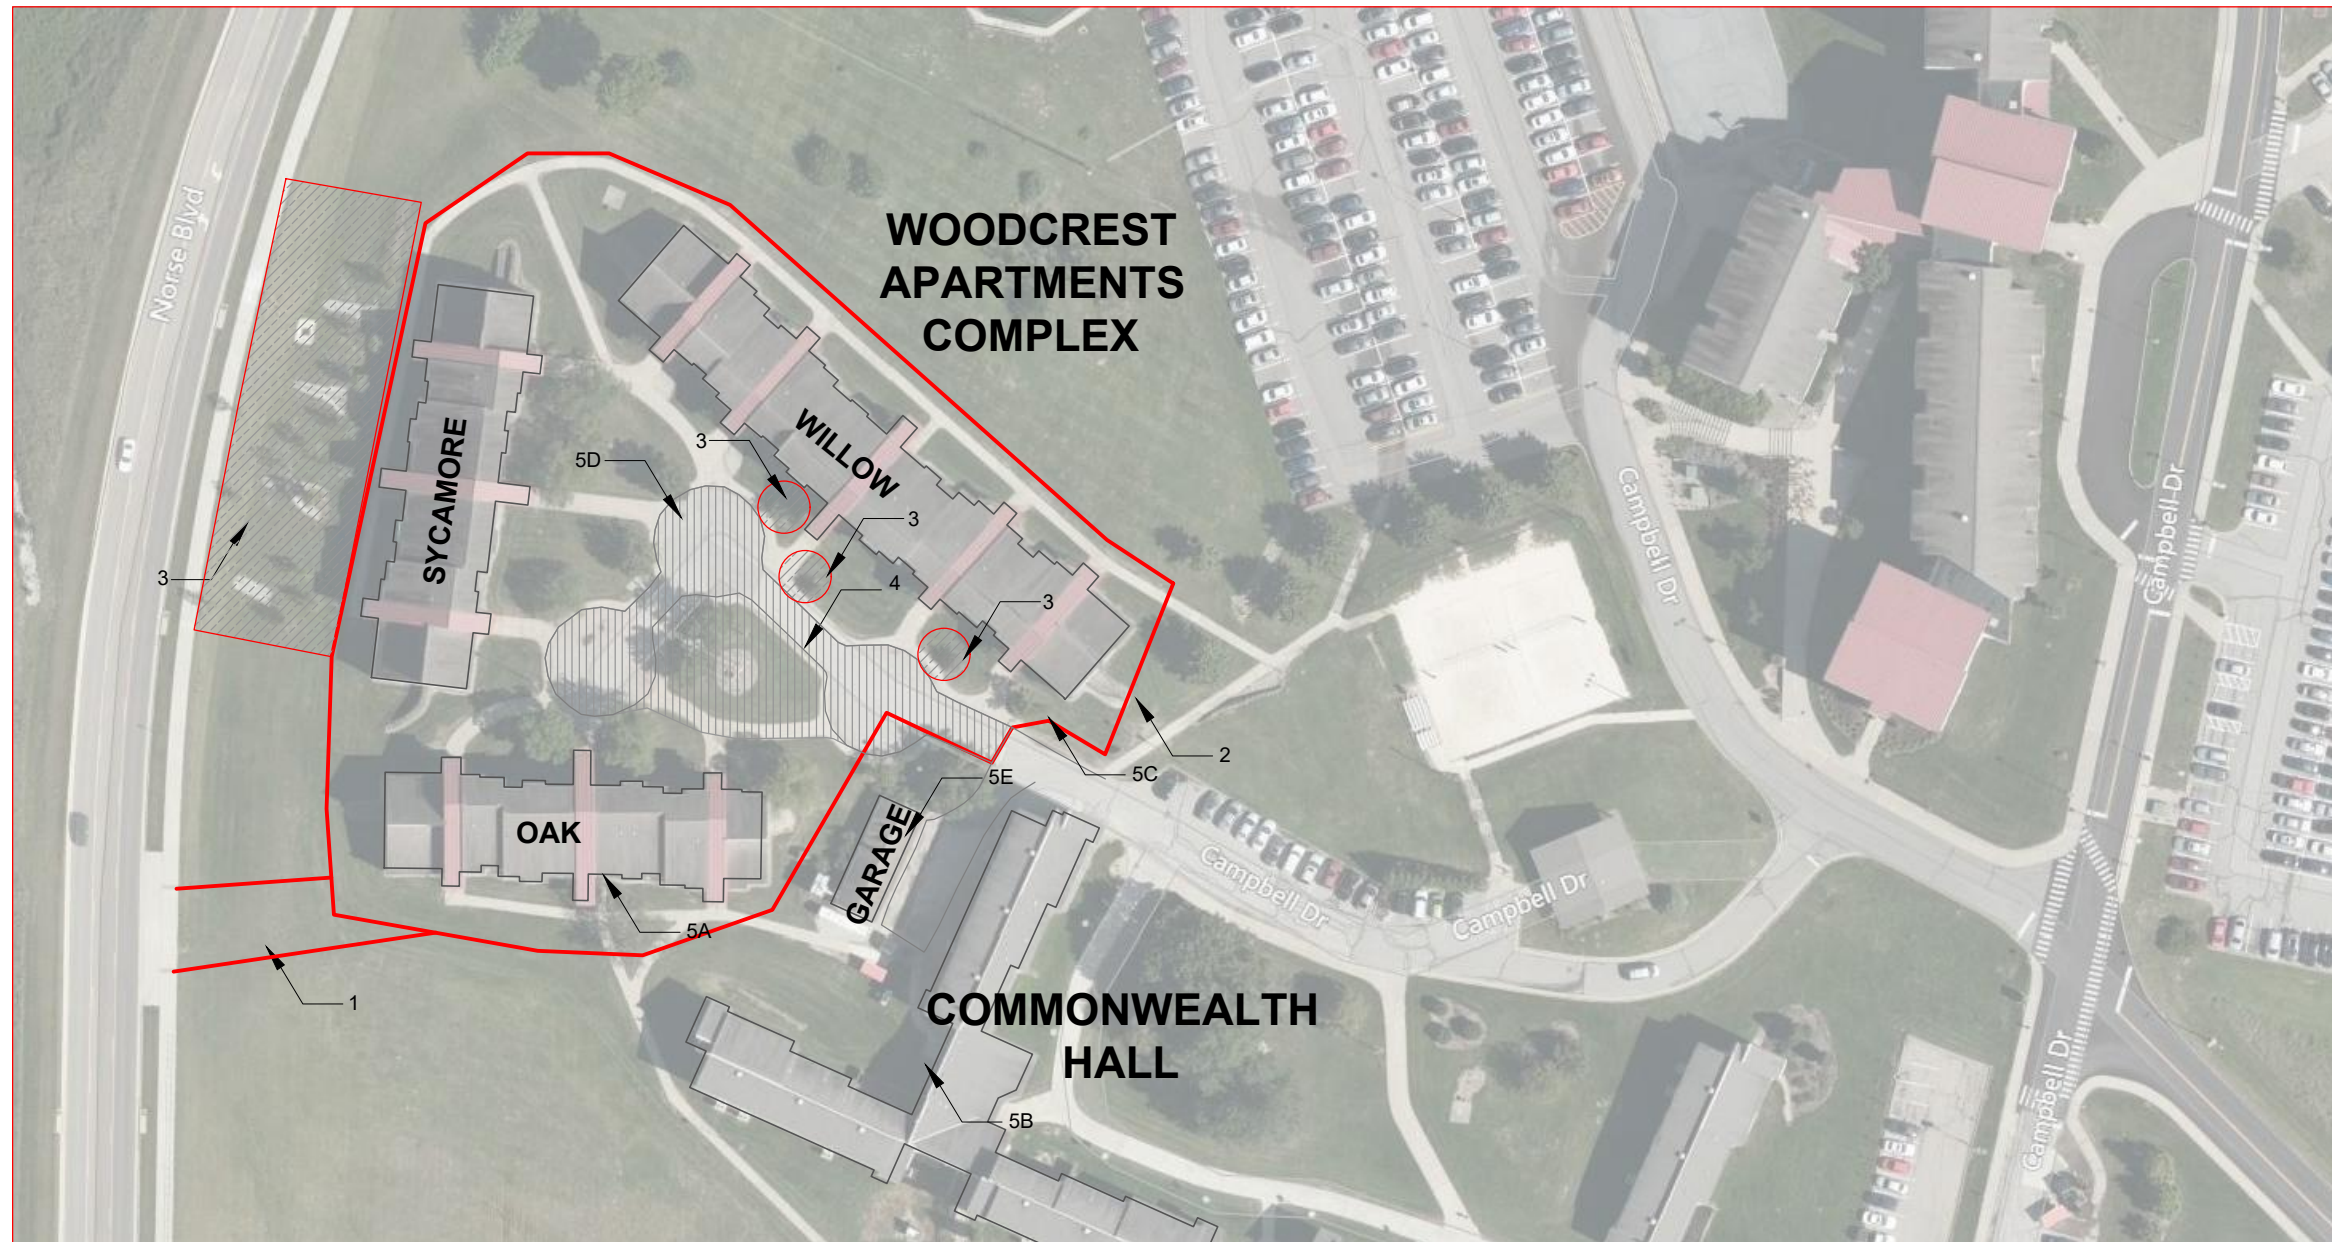 Norse Blvd
WOODCREST
APARTMENTS
COMPLEX
SYCAMORE
WILLOW
3
5D
3
4
3
3
Campbell Dr
Campbell Dr
2
5C
5E
OAK
GARAGE
5A
Campbell Dr
Campbell Dr
1
COMMONWEALTH
HALL
5B
Campbell Dr